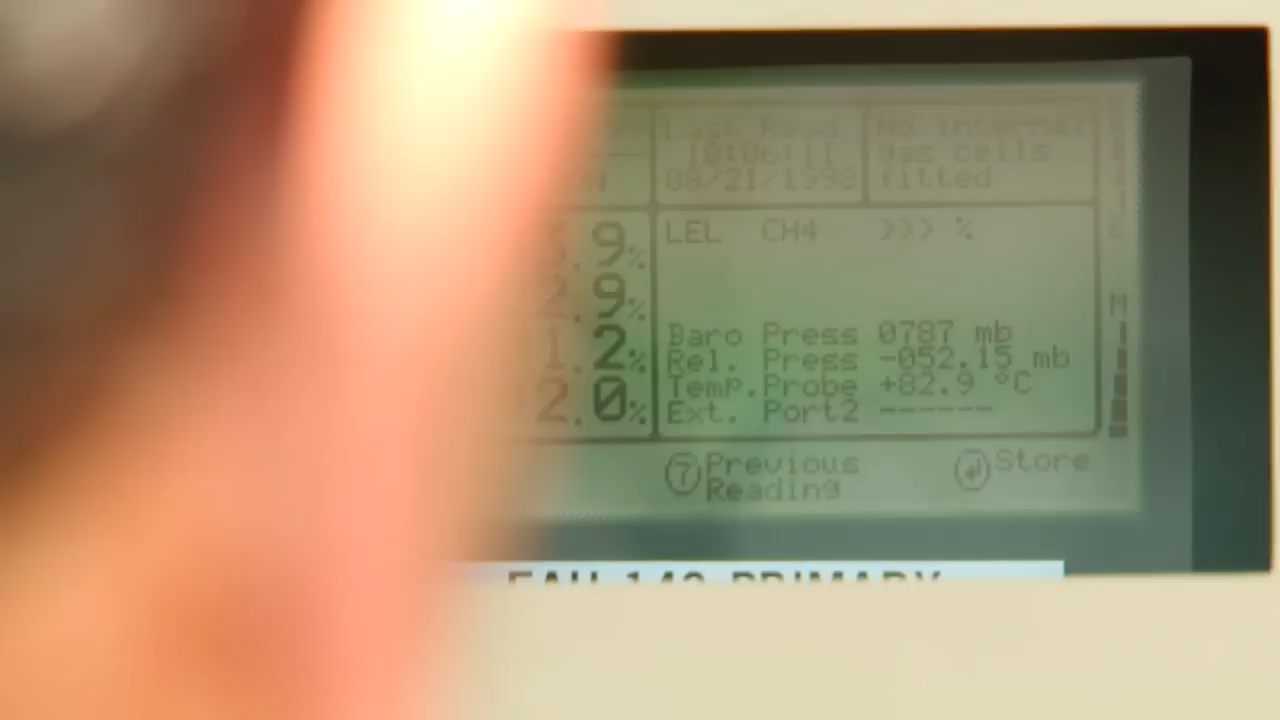 Last Read
10:06:11
08/21/1998
No internal
gas cells
fitted
.9%
.9%
1.2%
2.0%
LEL CH4 >>> %
Baro Press 0787 mb
Rel. Press -052.15 mb
Temp.Probe +82.9 °C
Ext. Port2 ------
7 Previous
Reading
Store
PRIMARY